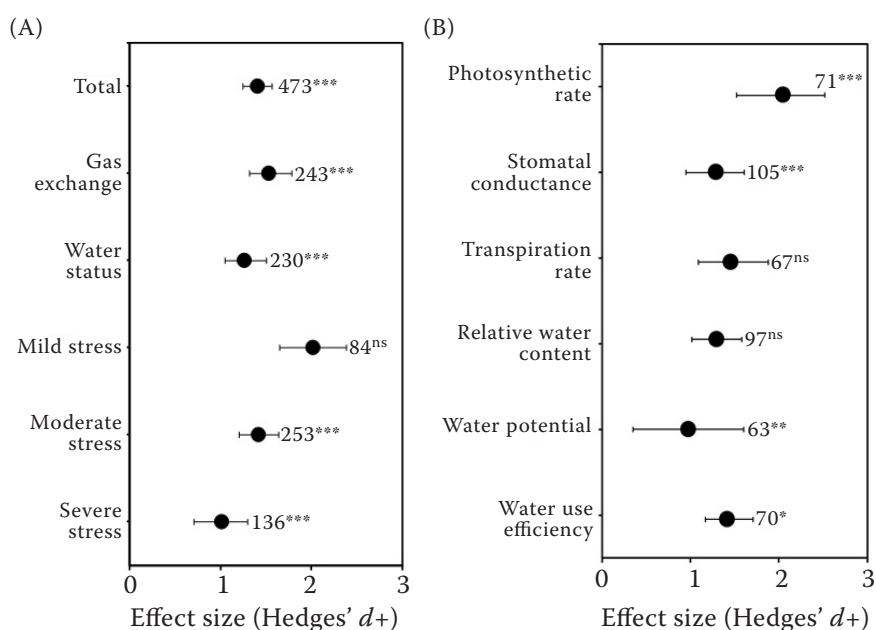 (A)
Total
473***
Gas
exchange
243***
Water
status
230***
Mild stress
84ns
Moderate
stress
253***
Severe
stress
136***
0 1 2 3
Effect size (Hedges' d+)
(B)
Photosynthetic
rate
71***
Stomatal
conductance
105***
Transpiration
rate
67ns
Relative water
content
97ns
Water potential
63**
Water use
efficiency
70*
0 1 2 3
Effect size (Hedges' d+)